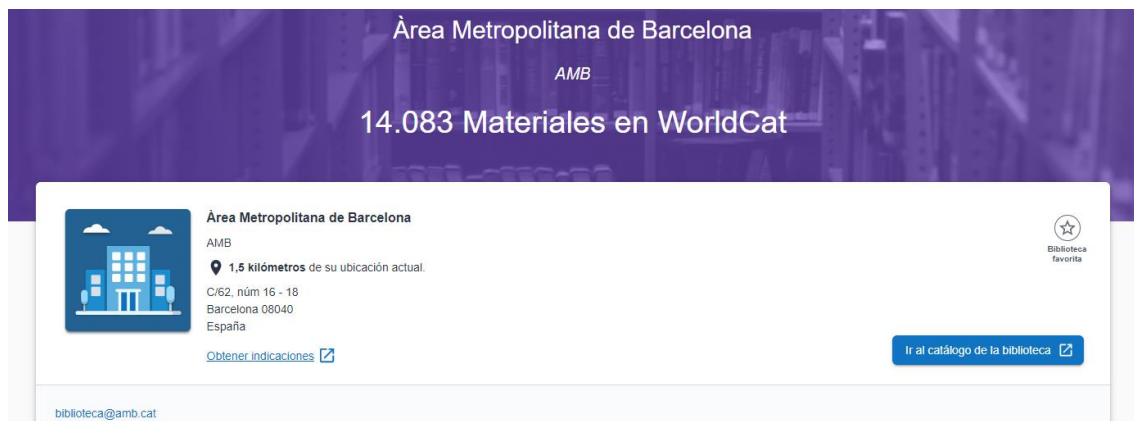 Àrea Metropolitana de Barcelona
AMB
14.083 Materiales en WorldCat
Àrea Metropolitana de Barcelona
AMB
1,5 kilómetros de su ubicación actual.
C/62, núm 16 - 18
Barcelona 08040
España
Obtener indicaciones
Biblioteca
favorita
Ir al catálogo de la biblioteca
biblioteca@amb.cat